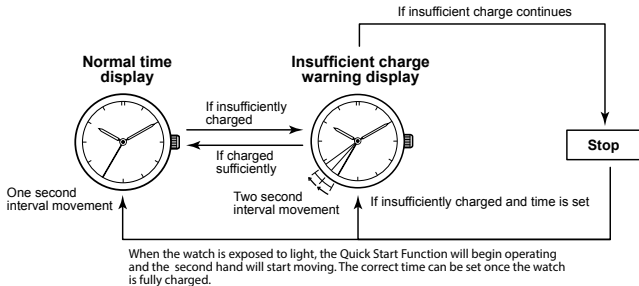 If insufficient charge continues
Normal time
display
Insufficient charge
warning display
If insufficiently
charged
If charged
sufficiently
Stop
One second
interval movement
Two second
interval movement
If insufficiently charged and time is set
When the watch is exposed to light, the Quick Start Function will begin operating
and the second hand will start moving. The correct time can be set once the watch
is fully charged.